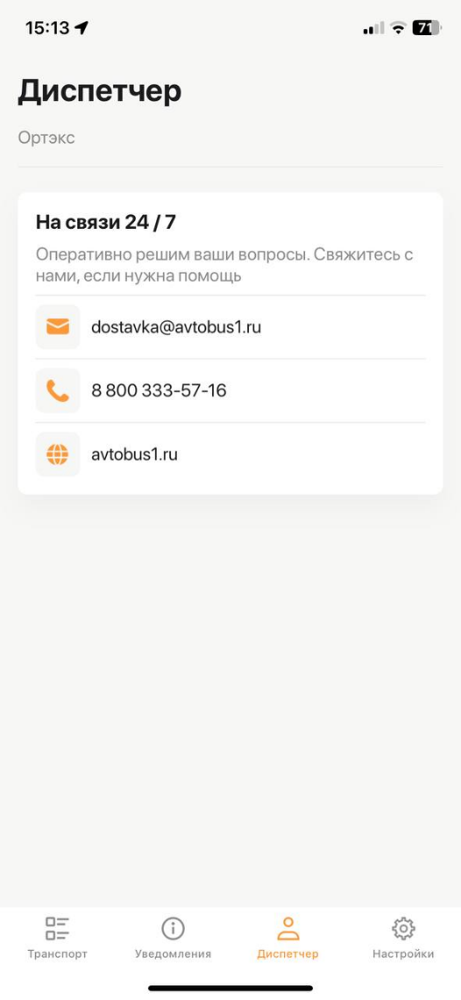 15:13
71
Диспетчер
Ортэкс
На связи 24 / 7
Оперативно решим ваши вопросы. Свяжитесь с
нами, если нужна помощь
dostavka@avtobus1.ru
8 800 333-57-16
avtobus1.ru
Транспорт
Уведомления
Диспетчер
Настройки